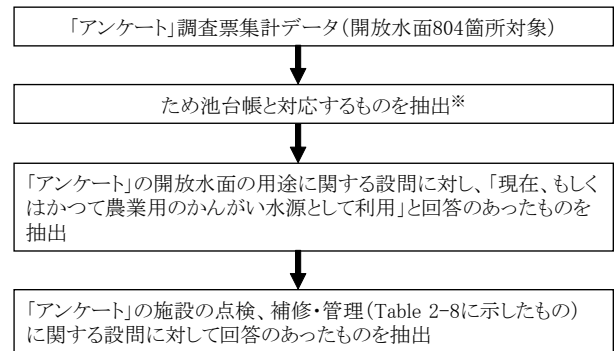 「アンケート」調査票集計データ(開放水面804箇所対象)
ため池台帳と対応するものを抽出※
「アンケート」の開放水面の用途に関する設問に対し、「現在、もしく
はかつて農業用のかんがい水源として利用」と回答のあったものを
抽出
「アンケート」の施設の点検、補修・管理(Table 2-8に示したもの)
に関する設問に対して回答のあったものを抽出